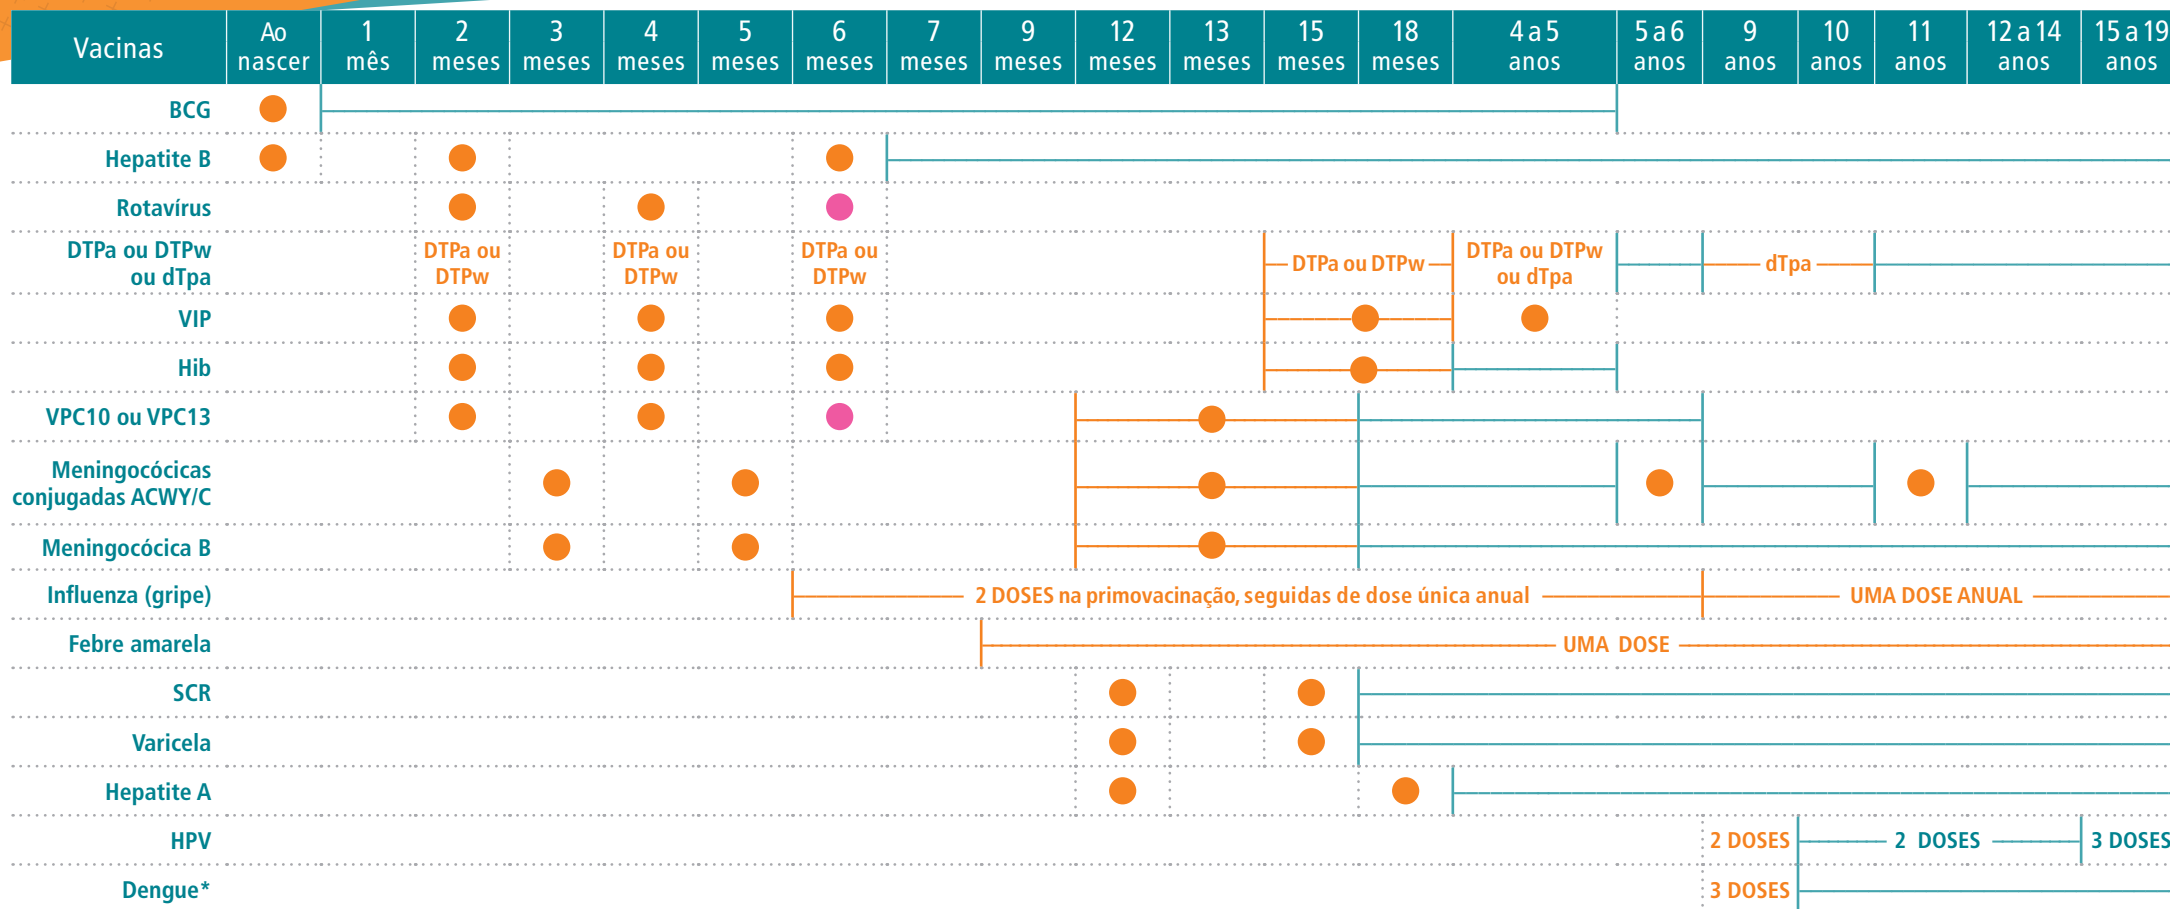 Vacinas
Ao nascer
1 mês
2 meses
3 meses
4 meses
5 meses
6 meses
7 meses
9 meses
12 meses
13 meses
15 meses
18 meses
4 a 5 anos
5 a 6 anos
9 anos
10 anos
11 anos
12 a 14 anos
15 a 19 anos
BCG
Hepatite B
Rotavírus
DTPa ou DTPw
ou dTpa
DTPa ou
DTPw
DTPa ou
DTPw
DTPa ou
DTPw
DTPa ou DTPw
DTPa ou DTPw
ou dTpa
dTpa
VIP
Hib
VPC10 ou VPC13
Meningocócicas
conjugadas ACWY/C
Meningocócica B
Influenza (gripe)
2 DOSES na primovacinação, seguidas de dose única anual
UMA DOSE ANUAL
Febre amarela
UMA DOSE
SCR
Varicela
Hepatite A
HPV
2 DOSES
2 DOSES
3 DOSES
Dengue*
3 DOSES